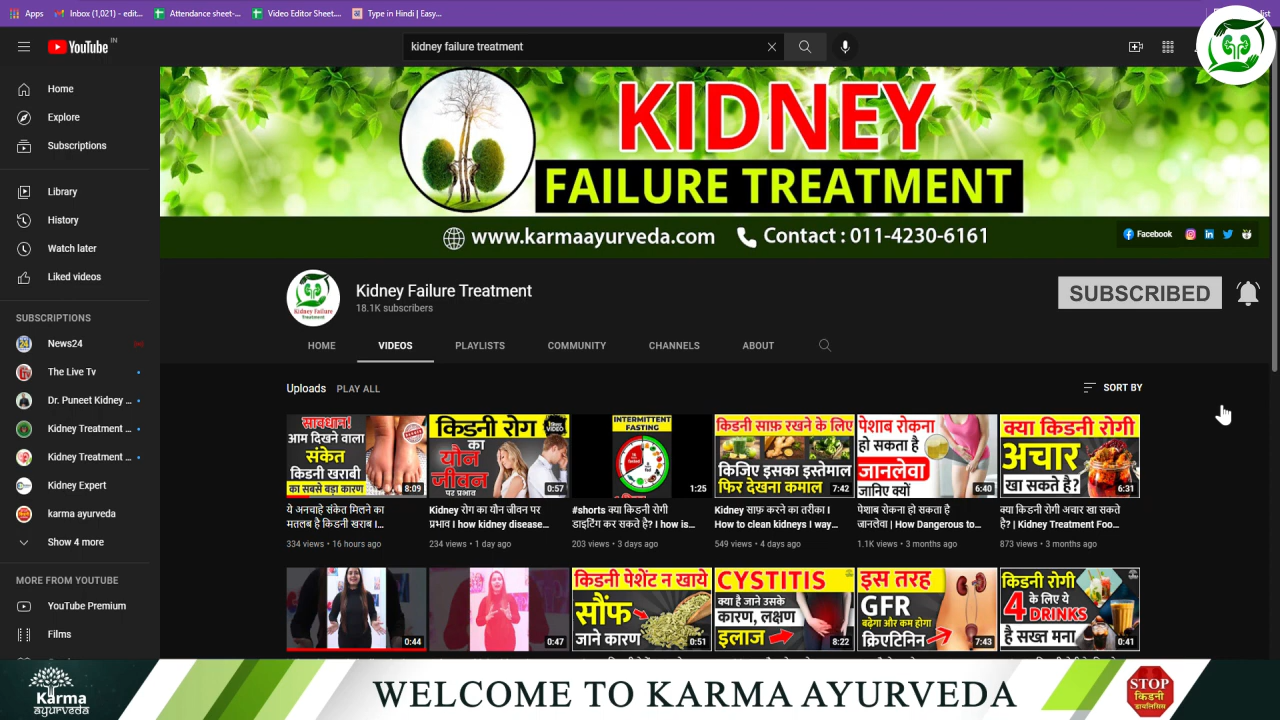 Apps
Inbox (1,021) - edit...
Attendance sheet-...
Video Editor Sheet....
Type in Hindi | Easy...
YouTube IN
kidney failure treatment
Home
Explore
Subscriptions
Library
History
Watch later
Liked videos
SUBSCRIPTIONS
News24
The Live Tv
Dr. Puneet Kidney ...
Kidney Treatment ...
Kidney Treatment ...
Kidney Expert
karma ayurveda
Show 4 more
MORE FROM YOUTUBE
YouTube Premium
Films
KIDNEY
FAILURE TREATMENT
www.karmaayurveda.com
Contact : 011-4230-6161
Facebook
Kidney Failure
Treatment
Kidney Failure Treatment
18.1K subscribers
SUBSCRIBED
HOME
VIDEOS
PLAYLISTS
COMMUNITY
CHANNELS
ABOUT
Uploads
PLAY ALL
SORT BY
सावधान!
आम दिखने वाला
संकेत
किडनी खराबी
का सबसे बड़ा कारण
8:09
ये अनचाहे संकेत मिलने का
मतलब है किडनी खराब I...
334 views • 16 hours ago
किडनी रोग
VIDEO
का
यौन
जीवन
पर प्रभाव
0:57
Kidney रोग का यौन जीवन पर
प्रभाव I how kidney disease...
234 views • 1 day ago
INTERMITTENT
FASTING
1:25
#shorts क्या किडनी रोगी
डाइटिंग कर सकते है? I how is...
203 views • 3 days ago
किडनी साफ़ रखने के लिए
किजिए इसका इस्तेमाल
फिर देखना कमाल
7:42
Kidney साफ़ करने का तरीका I
How to clean kidneys I way...
549 views • 4 days ago
पेशाब रोकना
हो सकता है
जानलेवा
जानिए क्यों
6:40
पेशाब रोकना हो सकता है
जानलेवा | How Dangerous to...
1.1K views • 3 months ago
क्या किडनी रोगी
अचार
खा सकते है?
6:31
क्या किडनी रोगी अचार खा सकते
है? | Kidney Treatment Foo...
873 views • 3 months ago
0:44
0:47
किडनी पेशेंट न खाये
सौंफ
जाने कारण
0:51
CYSTITIS
क्या है जाने उसके
कारण, लक्षण
इलाज
8:22
इस तरह
GFR
बढ़ेगा और कम होगा
क्रिएटिनिन
7:43
किडनी रोगी
4 के लिए ये
DRINKS
है सख्त मना
0:41
Karma
ayurveda
WELCOME TO KARMA AYURVEDA
STOP
किडनी
डायलिसिस